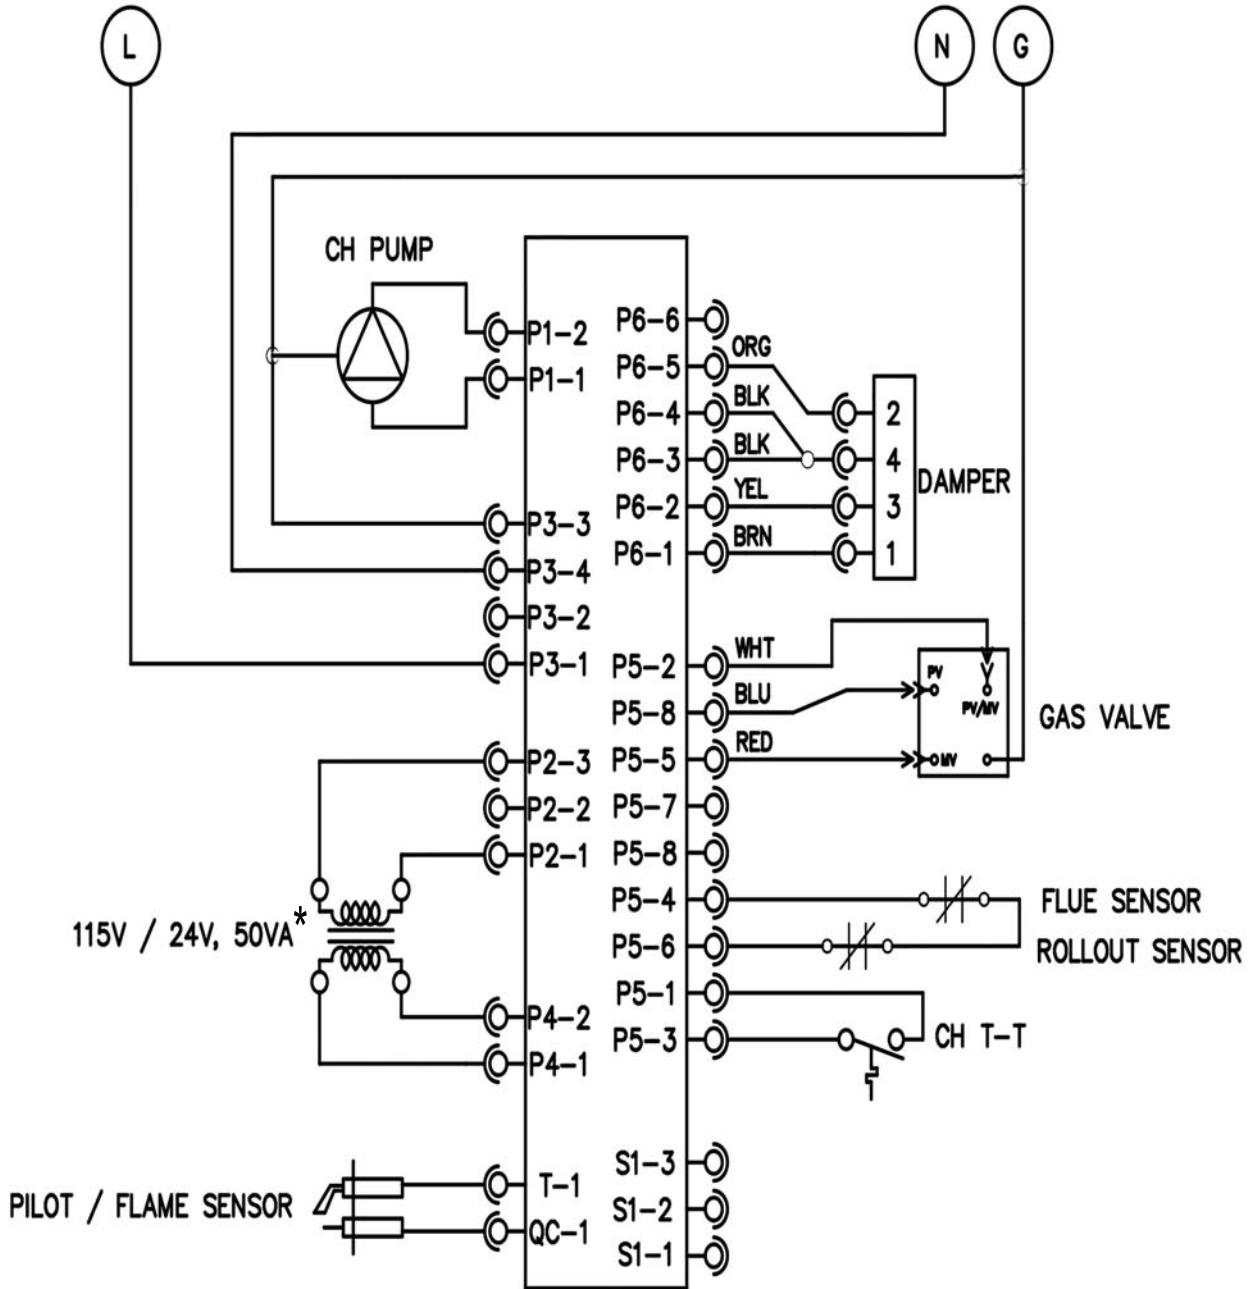 L
N
G
CH PUMP
P1-2
P1-1
P3-3
P3-4
P3-2
P3-1
P2-3
P2-2
P2-1
115V / 24V, 50VA*
P4-2
P4-1
PILOT / FLAME SENSOR
T-1
QC-1
P6-6
P6-5
ORG
P6-4
BLK
P6-3
BLK
P6-2
YEL
P6-1
BRN
2
4
3
1
DAMPER
P5-2
WHT
P5-8
BLU
P5-5
RED
PV
PV/MV
MV
GAS VALVE
P5-7
P5-8
P5-4
FLUE SENSOR
P5-6
ROLLOUT SENSOR
P5-1
P5-3
CH T-T
S1-3
S1-2
S1-1